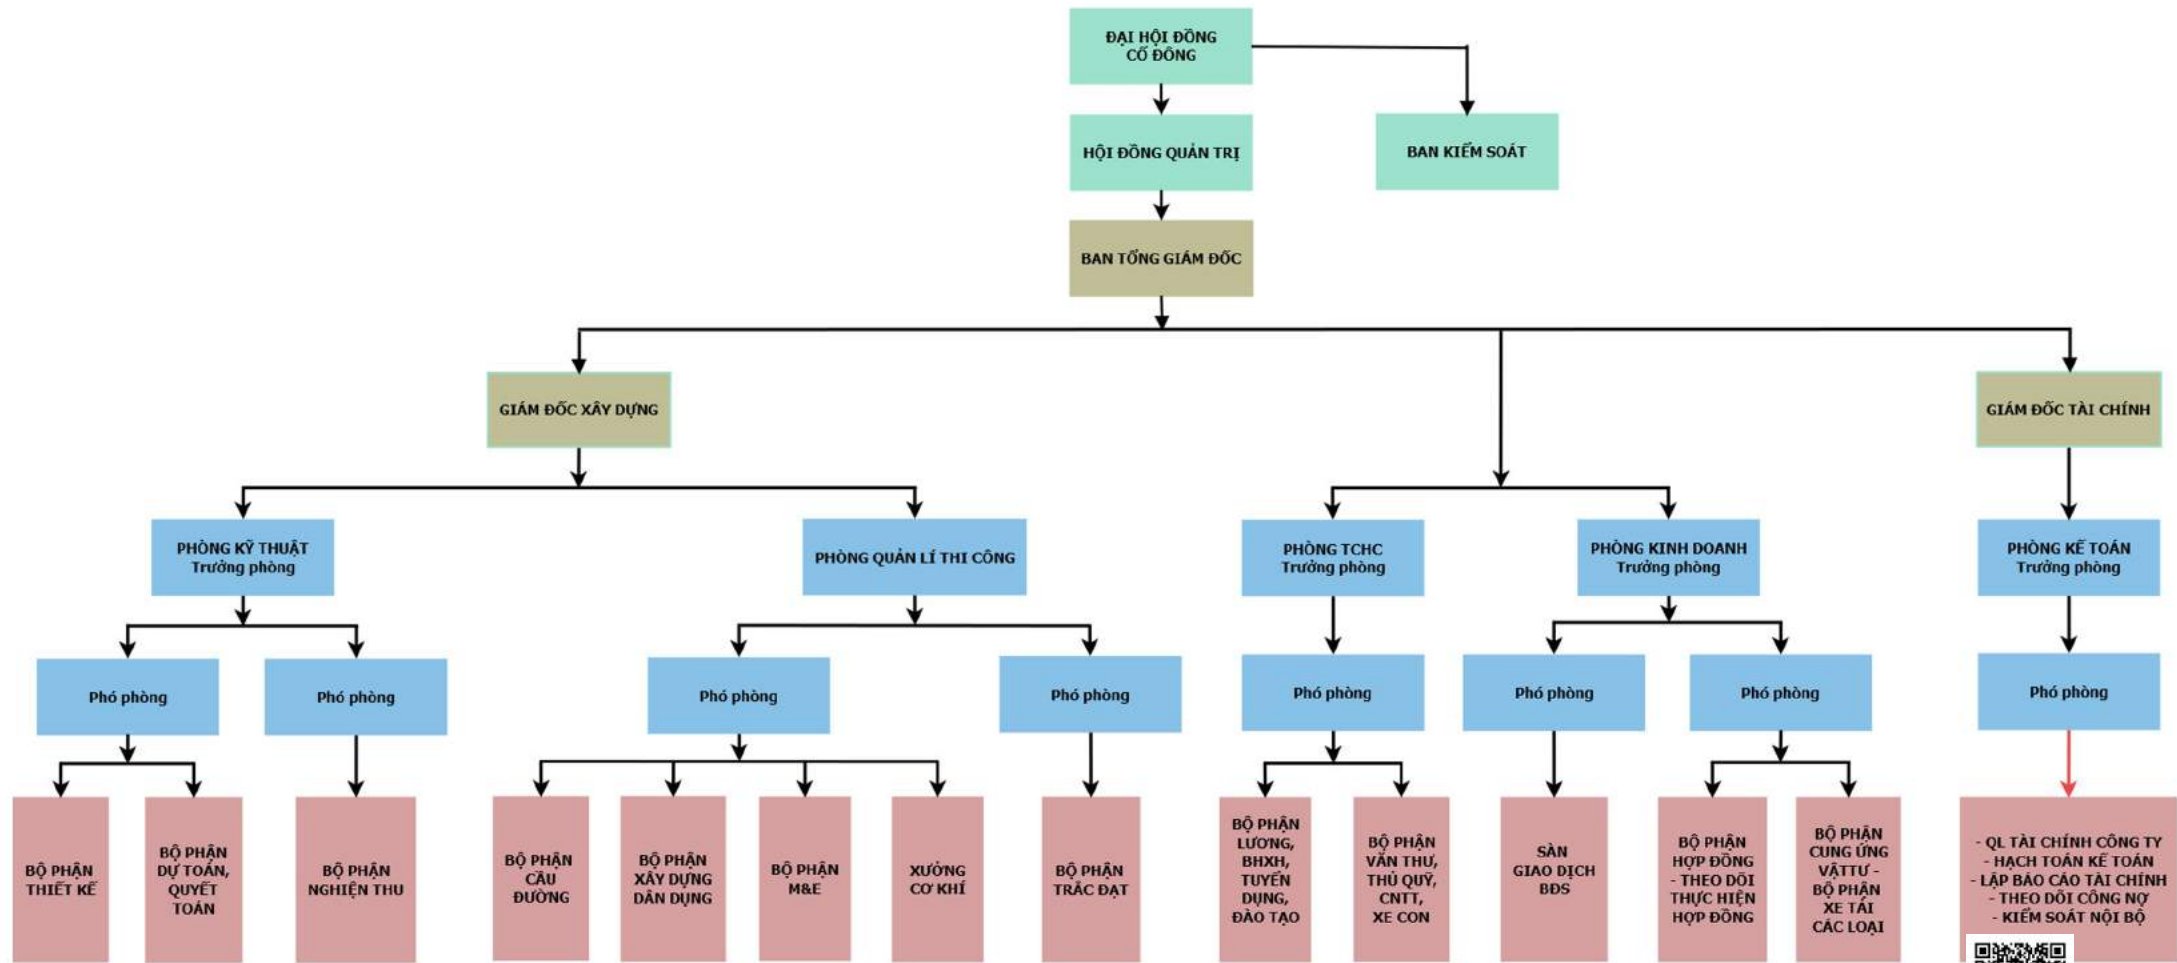 ĐẠI HỘI ĐỒNG
CỔ ĐÔNG
HỘI ĐỒNG QUẢN TRỊ
BAN KIỂM SOÁT
BAN TỔNG GIÁM ĐỐC
GIÁM ĐỐC XÂY DỰNG
GIÁM ĐỐC TÀI CHÍNH
PHÒNG KỸ THUẬT
Trưởng phòng
PHÒNG QUẢN LÍ THI CÔNG
PHÒNG TCHC
Trưởng phòng
PHÒNG KINH DOANH
Trưởng phòng
PHÒNG KẾ TOÁN
Trưởng phòng
Phó phòng
Phó phòng
Phó phòng
Phó phòng
Phó phòng
Phó phòng
Phó phòng
Phó phòng
BỘ PHẬN
THIẾT KẾ
BỘ PHẬN
DỰ TOÁN,
QUYẾT
TOÁN
BỘ PHẬN
NGHIỆN THU
BỘ PHẬN
CẦU
ĐƯỜNG
BỘ PHẬN
XÂY DỰNG
DÂN DỤNG
BỘ PHẬN
M&E
XƯỞNG
CƠ KHÍ
BỘ PHẬN
TRẮC ĐẠT
BỘ PHẬN
LƯƠNG,
BHXH,
TUYỂN
DỤNG,
ĐÀO TẠO
BỘ PHẬN
VĂN THƯ,
THỦ QUỸ,
CNTT,
XE CON
SÀN
GIAO DỊCH
BĐS
BỘ PHẬN
HỢP ĐỒNG
- THEO DÕI
THỰC HIỆN
HỢP ĐỒNG
BỘ PHẬN
CUNG ỨNG
VẬTTƯ -
BỘ PHẬN
XE TẢI
CÁC LOẠI
- QL TÀI CHÍNH CÔNG TY
- HẠCH TOÁN KẾ TOÁN
- LẬP BÁO CÁO TÀI CHÍNH
- THEO DÕI CÔNG NỢ
- KIỂM SOÁT NỘI BỘ